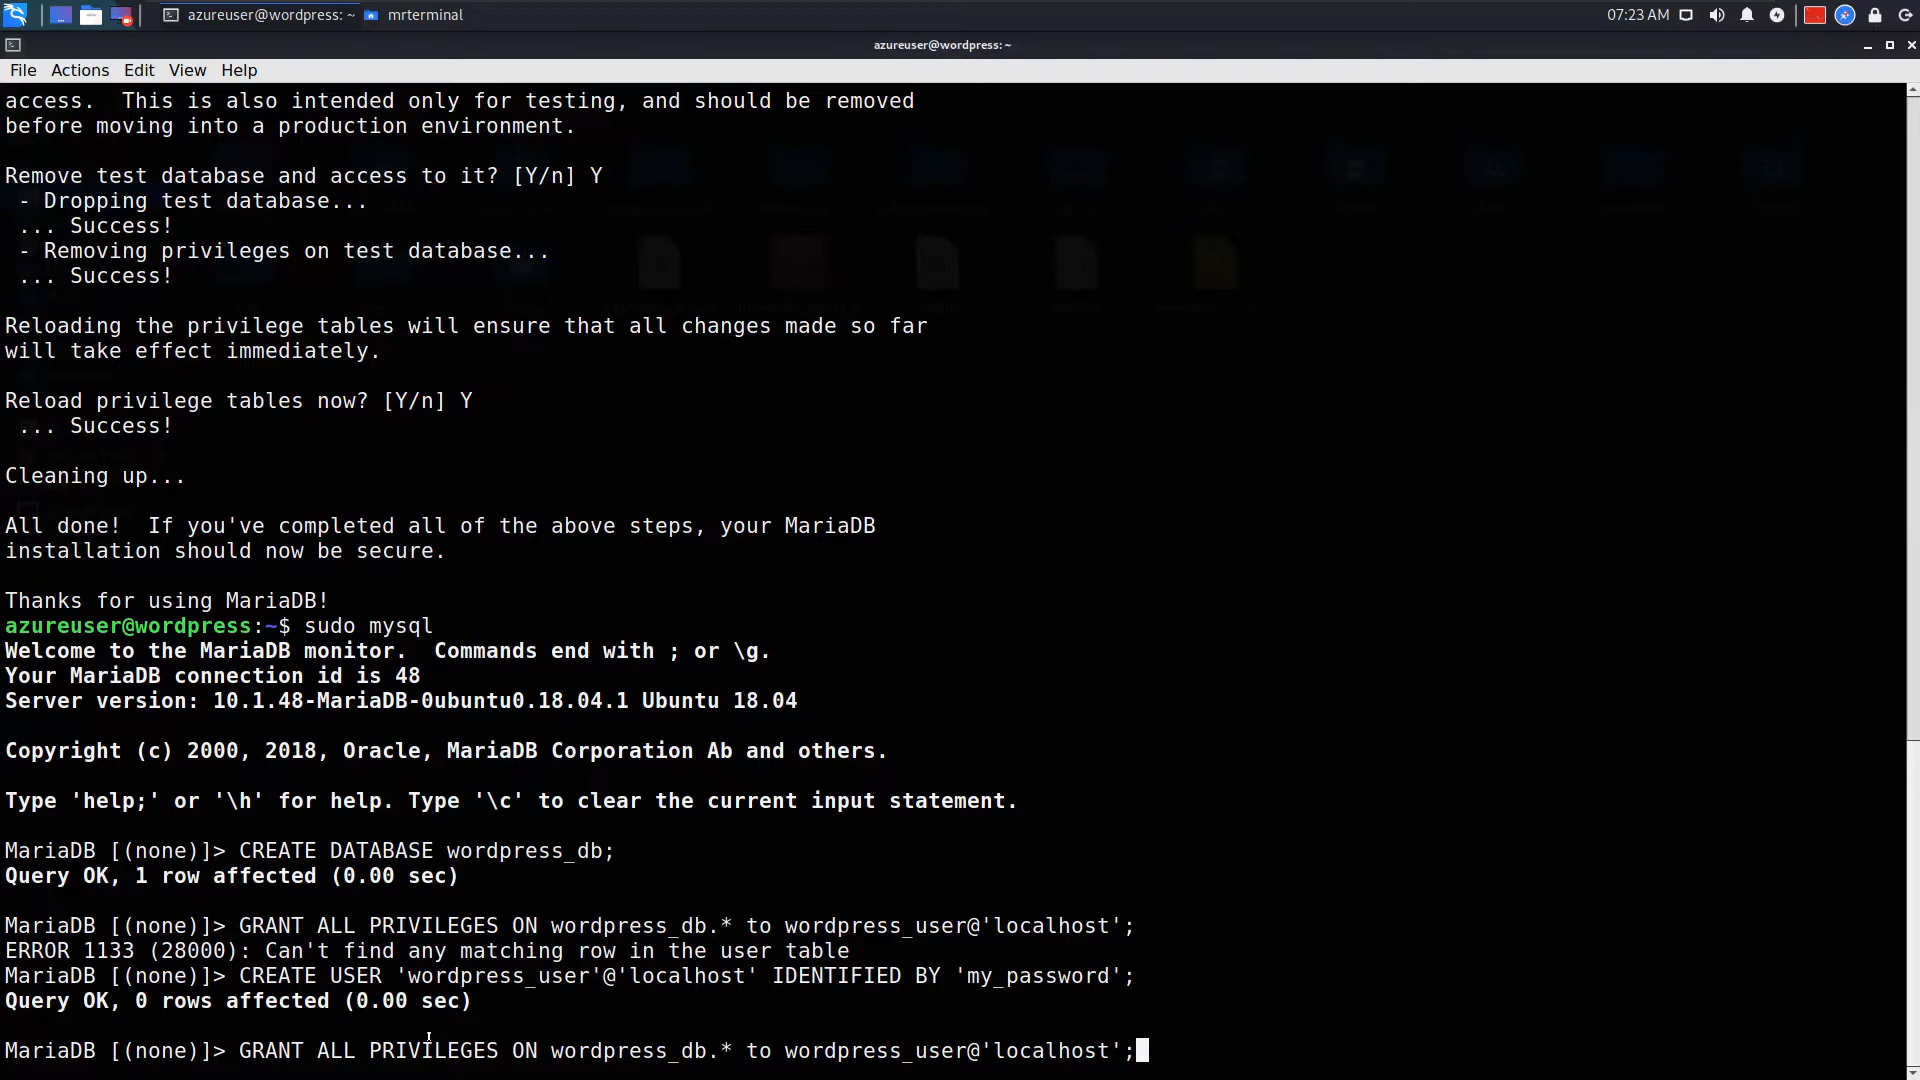 azureuser@wordpress: ~
mrterminal
07:23 AM
azureuser@wordpress: ~
File Actions Edit View Help
access.  This is also intended only for testing, and should be removed
before moving into a production environment.
Remove test database and access to it? [Y/n] Y
 - Dropping test database...
 ... Success!
 - Removing privileges on test database...
 ... Success!
Reloading the privilege tables will ensure that all changes made so far
will take effect immediately.
Reload privilege tables now? [Y/n] Y
 ... Success!
Cleaning up...
All done!  If you've completed all of the above steps, your MariaDB
installation should now be secure.
Thanks for using MariaDB!
azureuser@wordpress:~$ sudo mysql
Welcome to the MariaDB monitor.  Commands end with ; or \g.
Your MariaDB connection id is 48
Server version: 10.1.48-MariaDB-0ubuntu0.18.04.1 Ubuntu 18.04
Copyright (c) 2000, 2018, Oracle, MariaDB Corporation Ab and others.
Type 'help;' or '\h' for help. Type '\c' to clear the current input statement.
MariaDB [(none)]> CREATE DATABASE wordpress_db;
Query OK, 1 row affected (0.00 sec)
MariaDB [(none)]> GRANT ALL PRIVILEGES ON wordpress_db.* to wordpress_user@'localhost';
ERROR 1133 (28000): Can't find any matching row in the user table
MariaDB [(none)]> CREATE USER 'wordpress_user'@'localhost' IDENTIFIED BY 'my_password';
Query OK, 0 rows affected (0.00 sec)
MariaDB [(none)]> GRANT ALL PRIVILEGES ON wordpress_db.* to wordpress_user@'localhost';